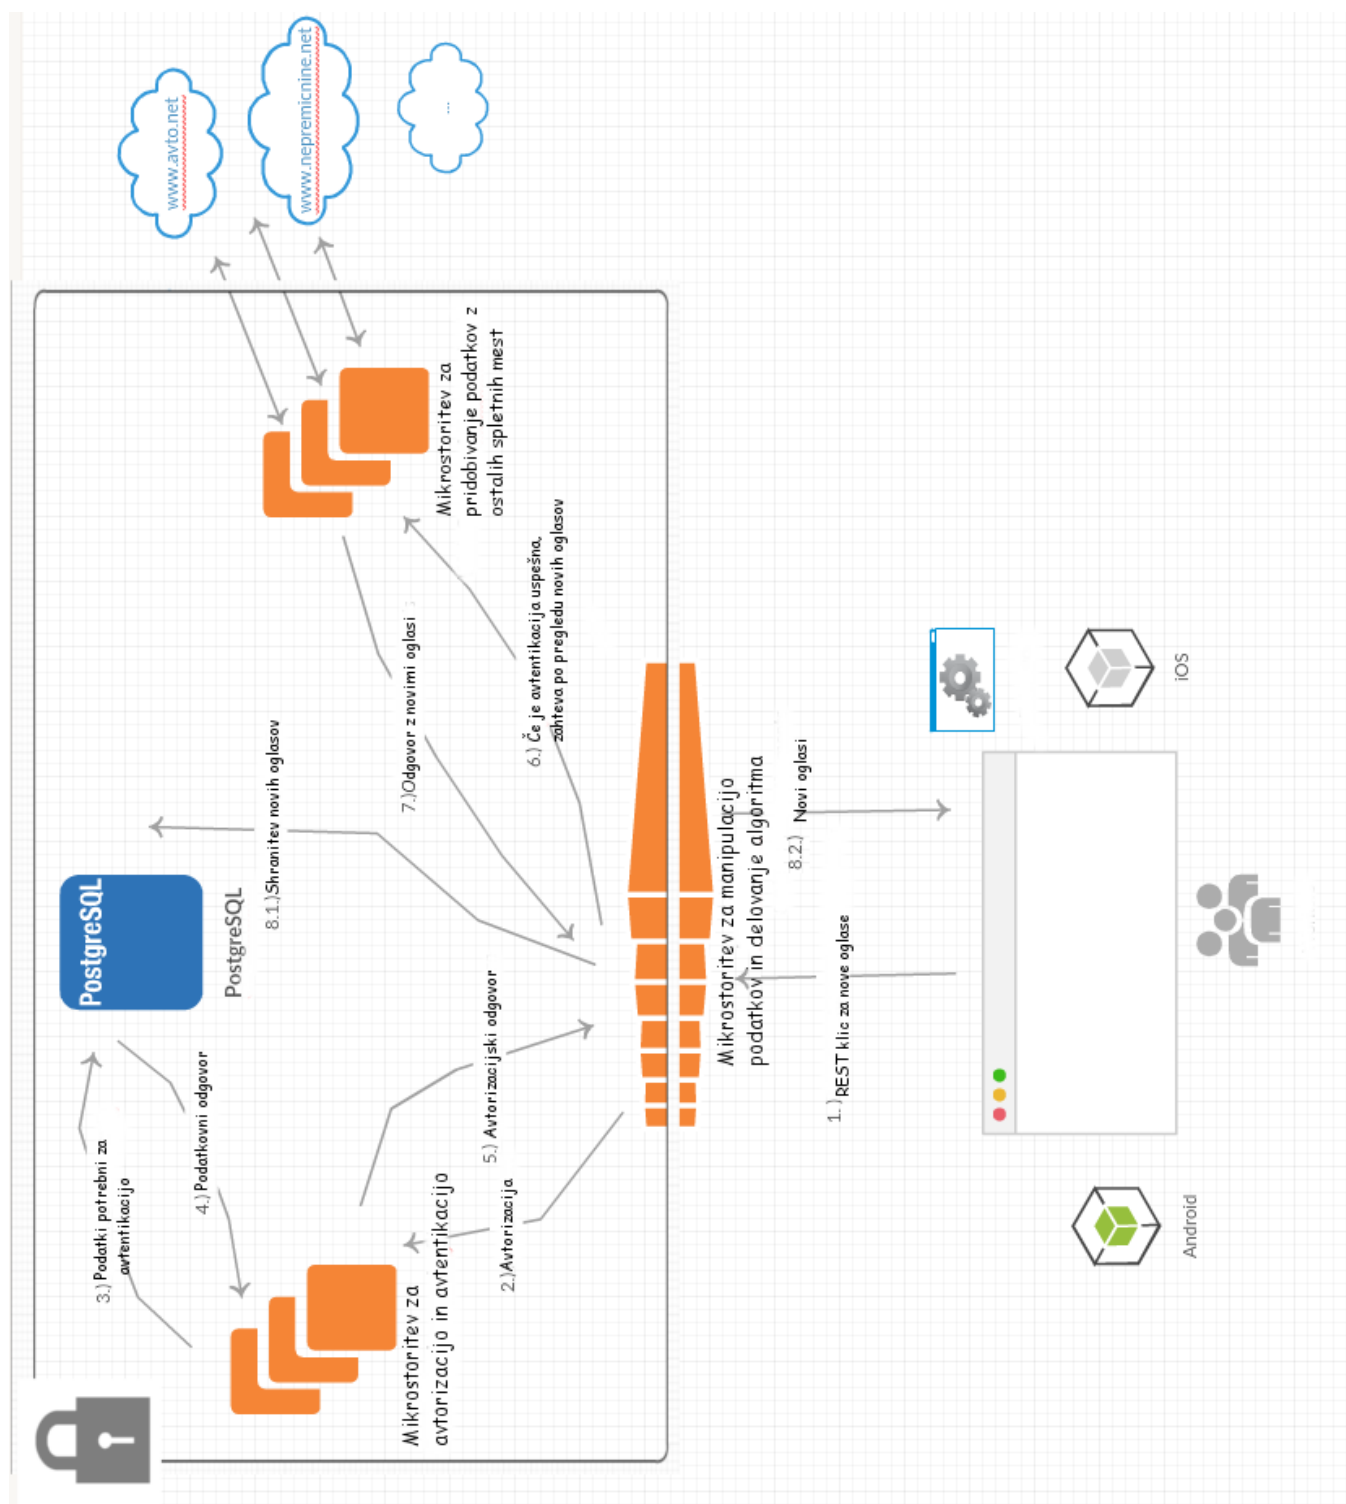 www.avto.net
www.nepremicnine.net
...
PostgreSQL
PostgreSQL
3.) Podatki potrebni za
avtentikacijo
4.) Podatkovni odgovor
8.1.)Shranitev novih oglasov
7.)Odgovor z novimi oglasi
Mikrostoritev za
pridobivanje podatkov z
ostalih spletnih mest
6.) Če je avtentikacija uspešna,
zahteva po pregledu novih oglasov
5.) Avtorizacijski odgovor
2.)Avtorizacija
Mikrostoritev za
avtorizacijo in avtentikacijo
Mikrostoritev za manipulacijo
podatkov in delovanje algoritma
8.2.) Novi oglasi
1.)REST klic za nove oglase
Android
iOS